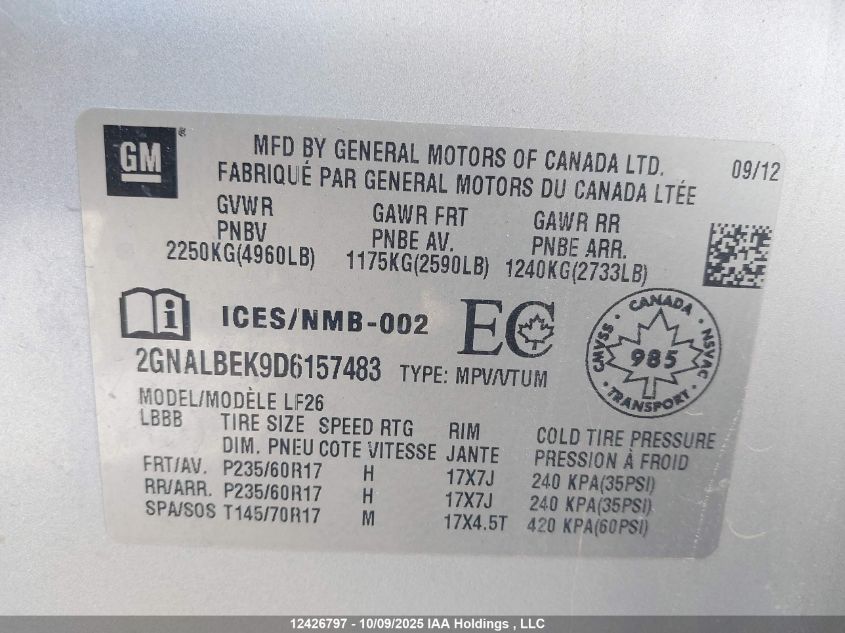 GM®
MFD BY GENERAL MOTORS OF CANADA LTD. 09/12
FABRIQUÉ PAR GENERAL MOTORS DU CANADA LTÉE
GVWR GAWR FRT GAWR RR
PNBV PNBE AV. PNBE ARR.
2250KG(4960LB) 1175KG(2590LB) 1240KG(2733LB)
i ICES/NMB-002 EC
CANADA
CMVSS 985 NSVAC
TRANSPORT
2GNALBEK9D6157483 TYPE: MPV/VTUM
MODEL/MODÈLE LF26
LBBB TIRE SIZE SPEED RTG RIM COLD TIRE PRESSURE
DIM. PNEU COTE VITESSE JANTE PRESSION À FROID
FRT/AV. P235/60R17 H 17X7J 240 KPA(35PSI)
RR/ARR. P235/60R17 H 17X7J 240 KPA(35PSI)
SPA/SOS T145/70R17 M 17X4.5T 420 KPA(60PSI)
12426797 - 10/09/2025 IAA Holdings , LLC